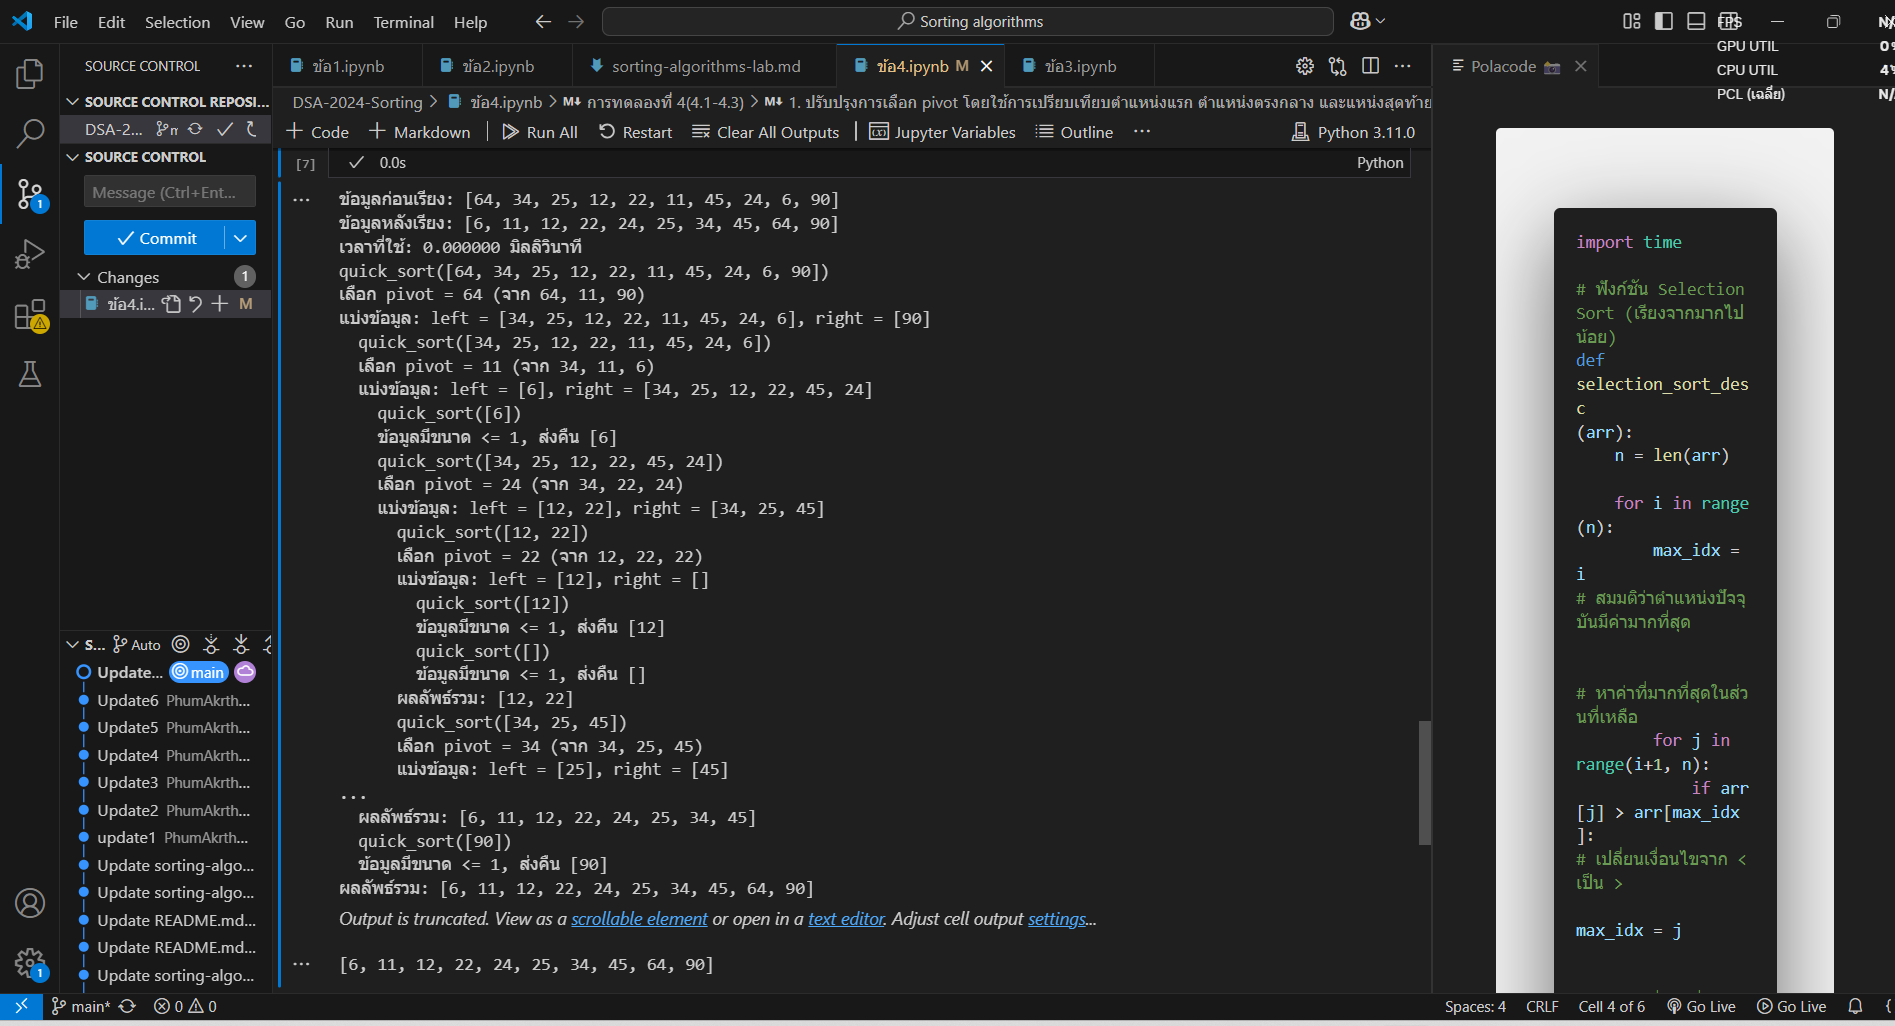 File Edit Selection View Go Run Terminal Help
Sorting algorithms
FPS
GPU UTIL 0
CPU UTIL 4
PCL (เฉลี่ย)
SOURCE CONTROL
SOURCE CONTROL REPOSI...
DSA-2...
SOURCE CONTROL
Message (Ctrl+Ent...
Commit
Changes 1
ข้อ4.i... M
S... Auto
Update... main
Update6 PhumAkrth...
Update5 PhumAkrth...
Update4 PhumAkrth...
Update3 PhumAkrth...
Update2 PhumAkrth...
update1 PhumAkrth...
Update sorting-algo...
Update sorting-algo...
Update README.md...
Update README.md...
Update sorting-algo...
ข้อ1.ipynb ข้อ2.ipynb sorting-algorithms-lab.md ข้อ4.ipynb M ข้อ3.ipynb
DSA-2024-Sorting > ข้อ4.ipynb > M↓ การทดลองที่ 4(4.1-4.3) > M↓ 1. ปรับปรุงการเลือก pivot โดยใช้การเปรียบเทียบตำแหน่งแรก ตำแหน่งตรงกลาง และแหน่งสุดท้าย
+ Code + Markdown Run All Restart Clear All Outputs Jupyter Variables Outline ... Python 3.11.0
[7] 0.0s Python
ข้อมูลก่อนเรียง: [64, 34, 25, 12, 22, 11, 45, 24, 6, 90]
ข้อมูลหลังเรียง: [6, 11, 12, 22, 24, 25, 34, 45, 64, 90]
เวลาที่ใช้: 0.000000 มิลลิวินาที
quick_sort([64, 34, 25, 12, 22, 11, 45, 24, 6, 90])
เลือก pivot = 64 (จาก 64, 11, 90)
แบ่งข้อมูล: left = [34, 25, 12, 22, 11, 45, 24, 6], right = [90]
quick_sort([34, 25, 12, 22, 11, 45, 24, 6])
เลือก pivot = 11 (จาก 34, 11, 6)
แบ่งข้อมูล: left = [6], right = [34, 25, 12, 22, 45, 24]
quick_sort([6])
ข้อมูลมีขนาด <= 1, ส่งคืน [6]
quick_sort([34, 25, 12, 22, 45, 24])
เลือก pivot = 24 (จาก 34, 22, 24)
แบ่งข้อมูล: left = [12, 22], right = [34, 25, 45]
quick_sort([12, 22])
เลือก pivot = 22 (จาก 12, 22, 22)
แบ่งข้อมูล: left = [12], right = []
quick_sort([12])
ข้อมูลมีขนาด <= 1, ส่งคืน [12]
quick_sort([])
ข้อมูลมีขนาด <= 1, ส่งคืน []
ผลลัพธ์รวม: [12, 22]
quick_sort([34, 25, 45])
เลือก pivot = 34 (จาก 34, 25, 45)
แบ่งข้อมูล: left = [25], right = [45]
...
ผลลัพธ์รวม: [6, 11, 12, 22, 24, 25, 34, 45]
quick_sort([90])
ข้อมูลมีขนาด <= 1, ส่งคืน [90]
ผลลัพธ์รวม: [6, 11, 12, 22, 24, 25, 34, 45, 64, 90]
Output is truncated. View as a scrollable element or open in a text editor. Adjust cell output settings...
[6, 11, 12, 22, 24, 25, 34, 45, 64, 90]
Polacode
import time
# ฟังก์ชัน Selection
Sort (เรียงจากมากไป
น้อย)
def
selection_sort_des
c
(arr):
n = len(arr)
for i in range
(n):
max_idx =
i
# สมมติว่าตำแหน่งปัจจุ
บันมีค่ามากที่สุด
# หาค่าที่มากที่สุดในส่ว
นที่เหลือ
for j in
range(i+1, n):
if arr
[j] > arr[max_idx
]:
# เปลี่ยนเงื่อนไขจาก <
เป็น >
max_idx = j
main* 0 0
Spaces: 4 CRLF Cell 4 of 6 Go Live Go Live